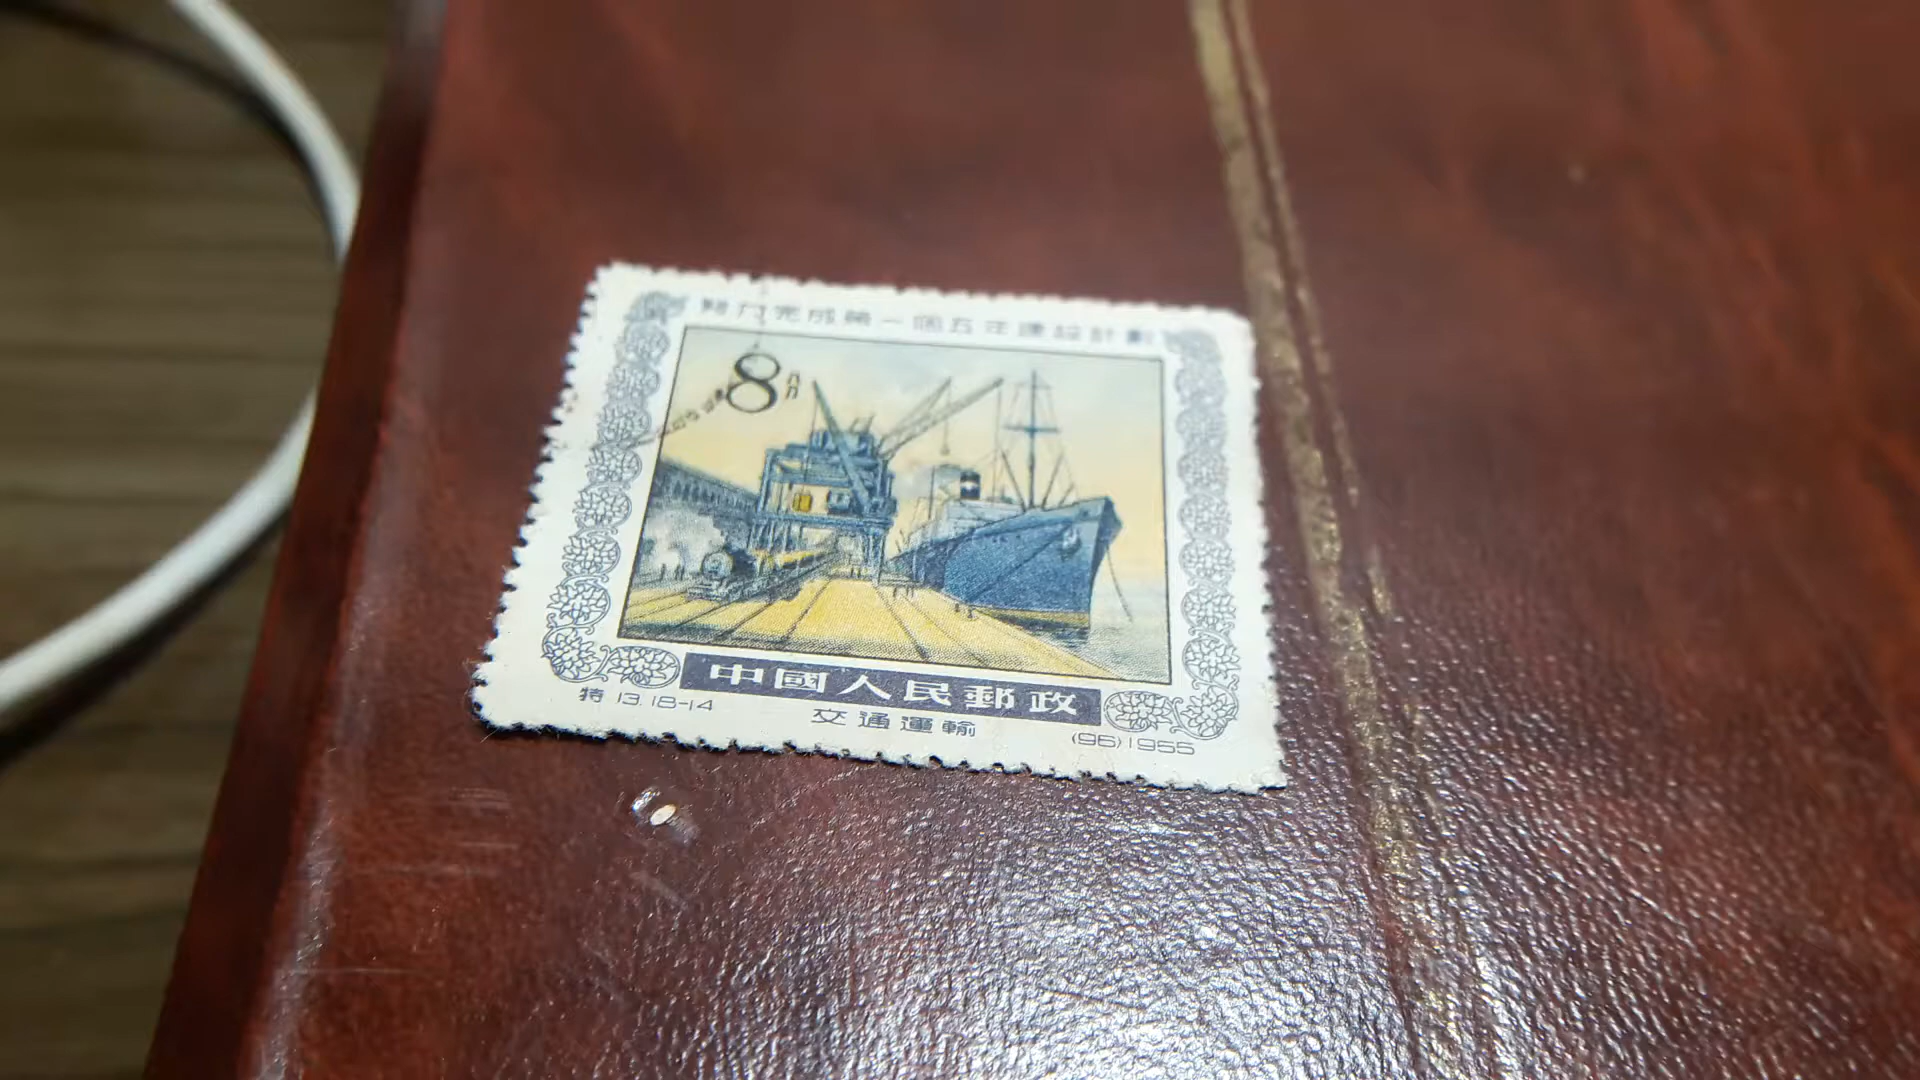 努力完成第一個五年建設計劃
8分
中國人民郵政
特13.18-14
交通運輸
(96)1955